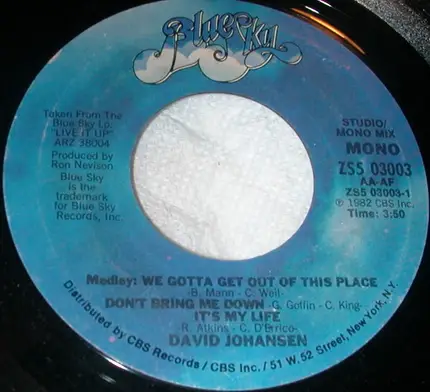 Blue Sky
Taken From The
Blue Sky Lp.
"LIVE IT UP"
ARZ 38004
Produced by
Ron Nevison
Blue Sky
is the
trademark
for Blue Sky
Records, Inc.
STUDIO/
MONO MIX
MONO
ZS5 03003
AA-AF
ZS5 03003-1
℗ 1982 CBS Inc.
Time: 3:50
Medley: WE GOTTA GET OUT OF THIS PLACE
-B. Mann - C. Weil-
DON'T BRING ME DOWN -G. Goffin - C. King-
IT'S MY LIFE
R. Atkins - C. D'Errico-
DAVID JOHANSEN
Distributed by CBS Records / CBS Inc. / 51 W. 52 Street, New York, N.Y.